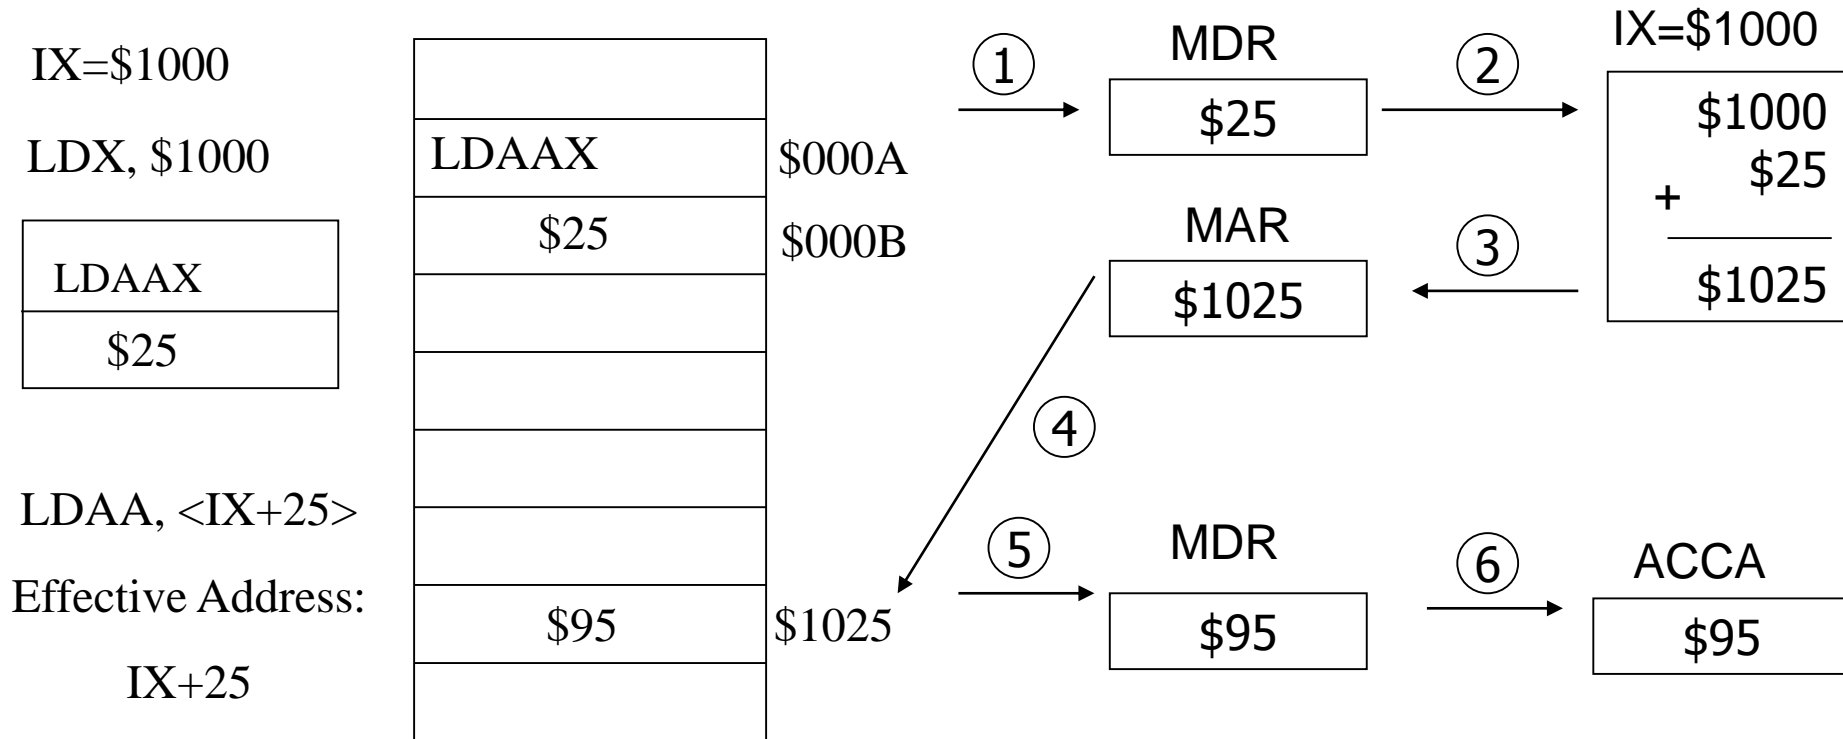 IX=$1000
LDX, $1000
LDAAX
$25
LDAA, <IX+25>
Effective Address:
IX+25
LDAAX
$000A
$25
$000B
$95
$1025
1
MDR
$25
2
IX=$1000
$1000
$25
+
$1025
3
MAR
$1025
4
5
MDR
$95
6
ACCA
$95